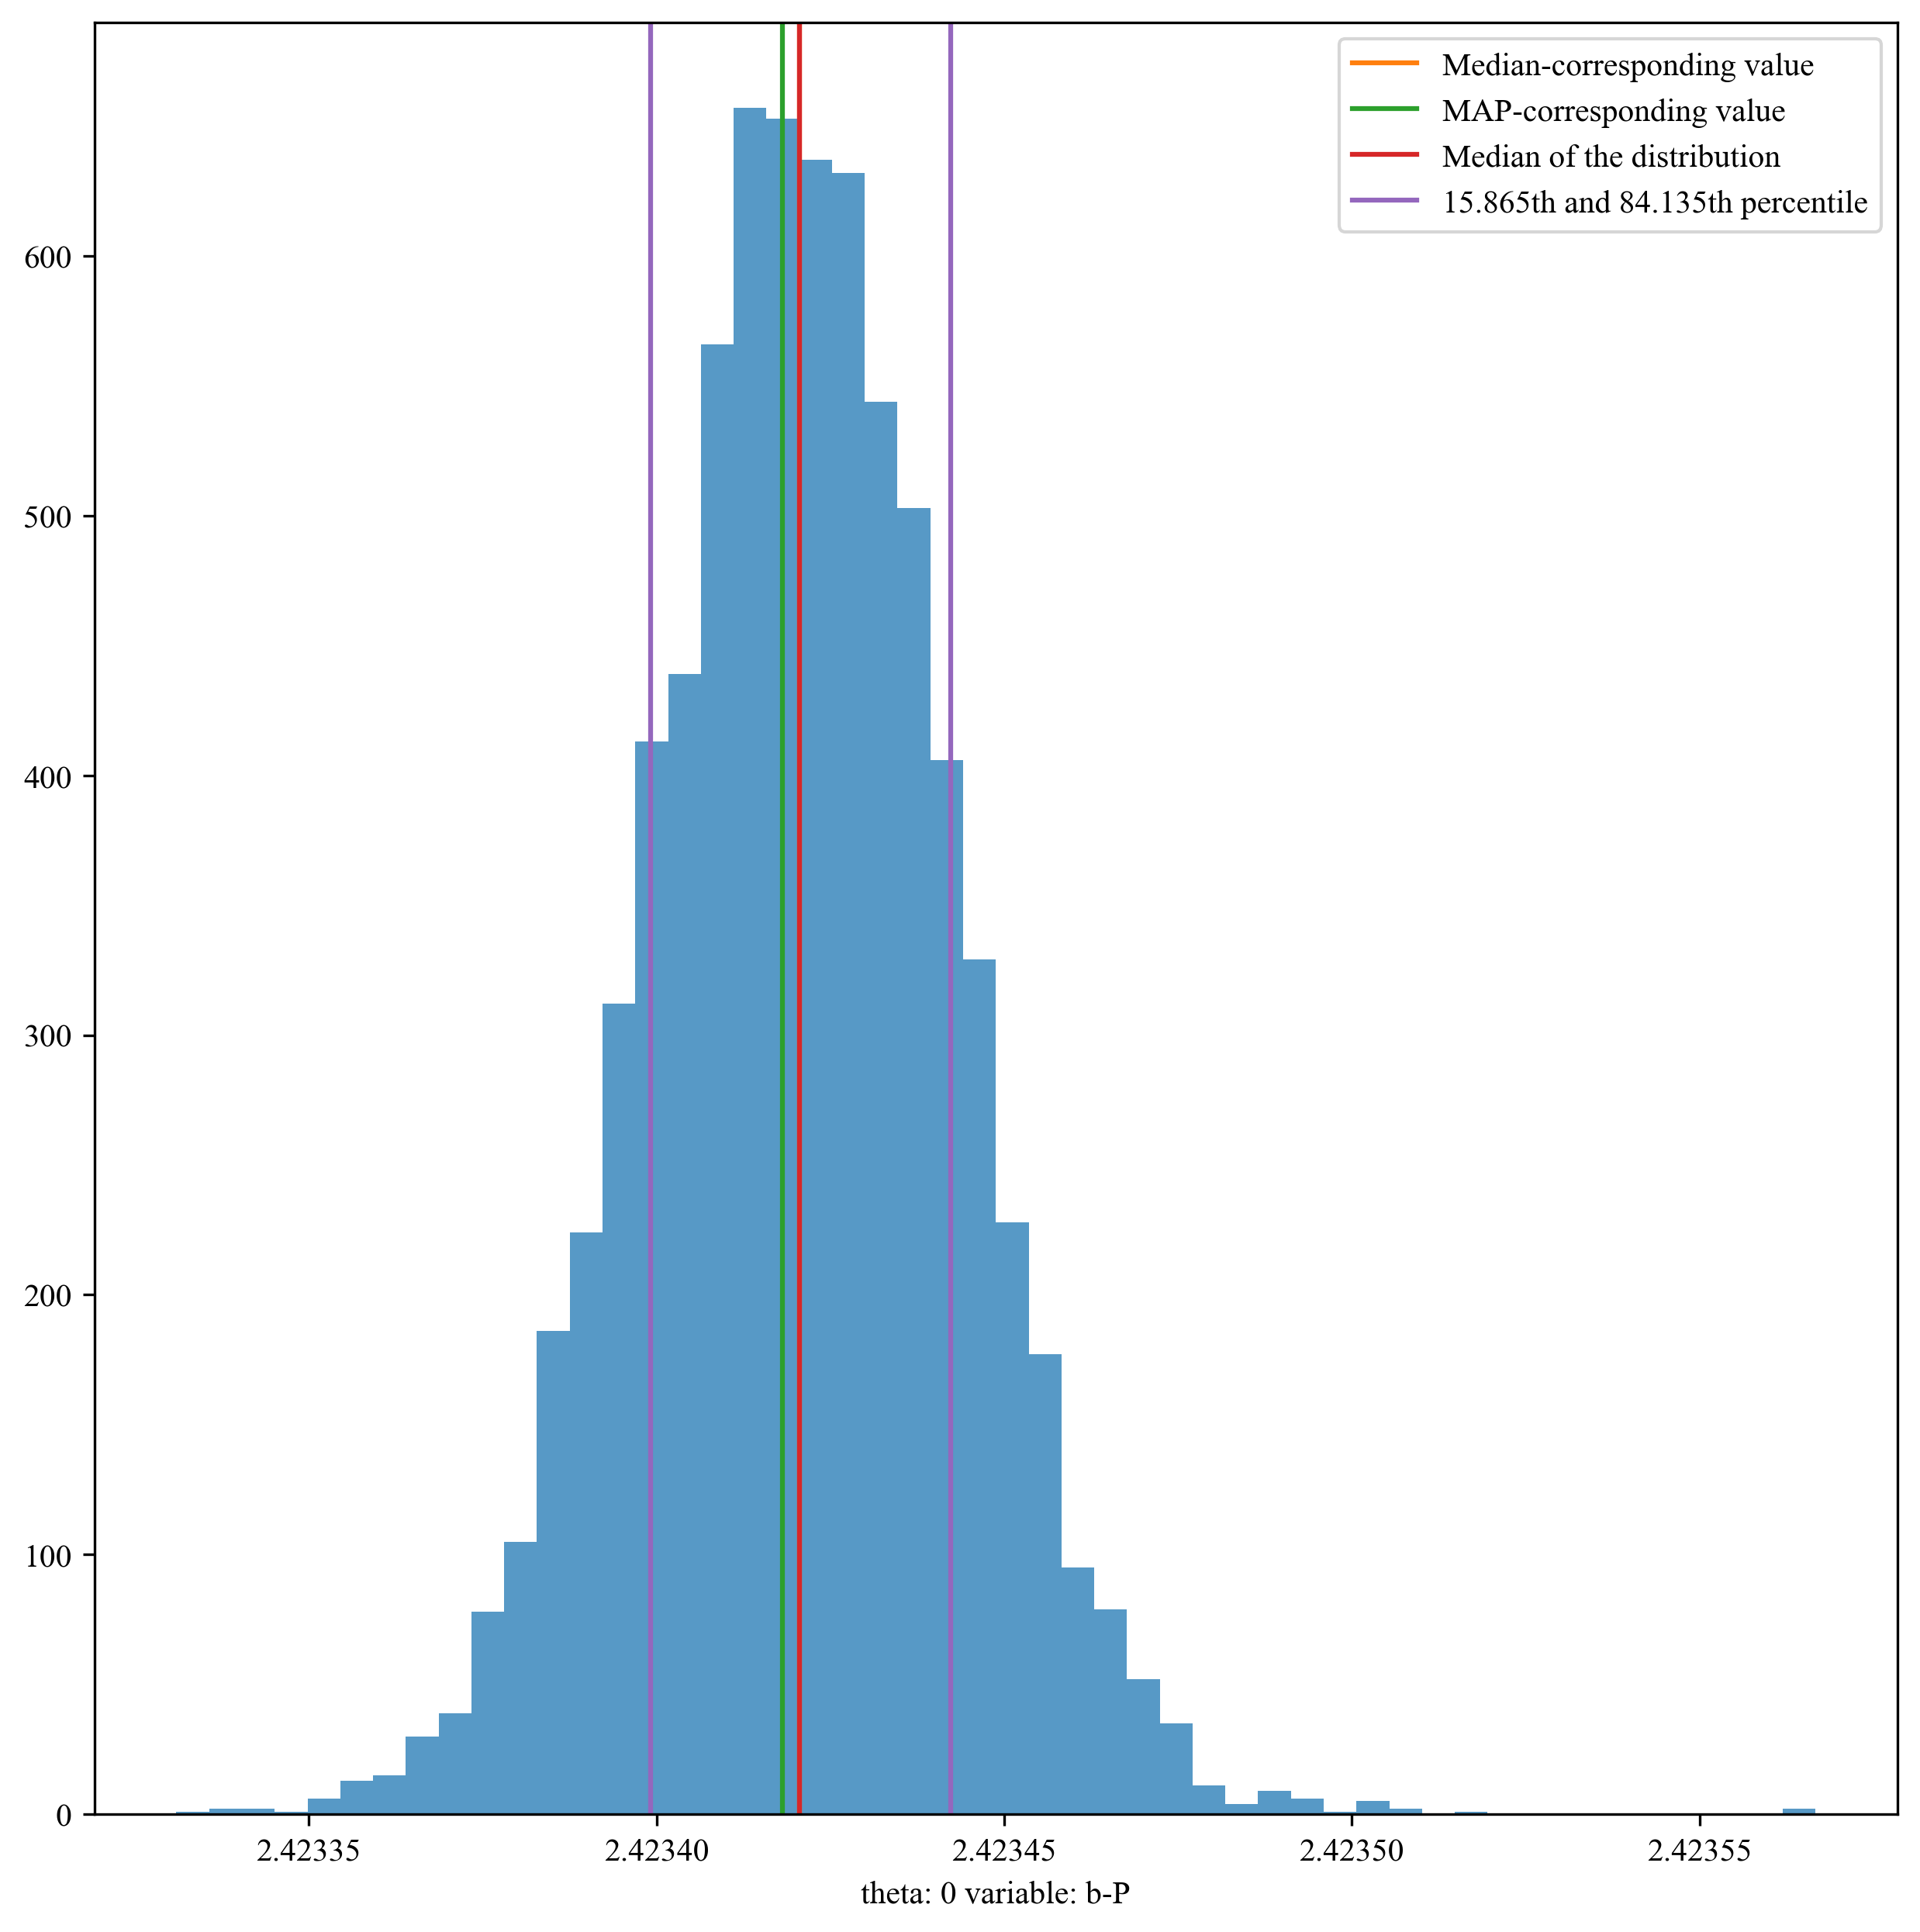 Median-corresponding value
MAP-corresponding value
Median of the distribution
15.865th and 84.135th percentile
600
500
400
300
200
100
0
2.42335 2.42340 2.42345 2.42350 2.42355
theta: 0 variable: b-P